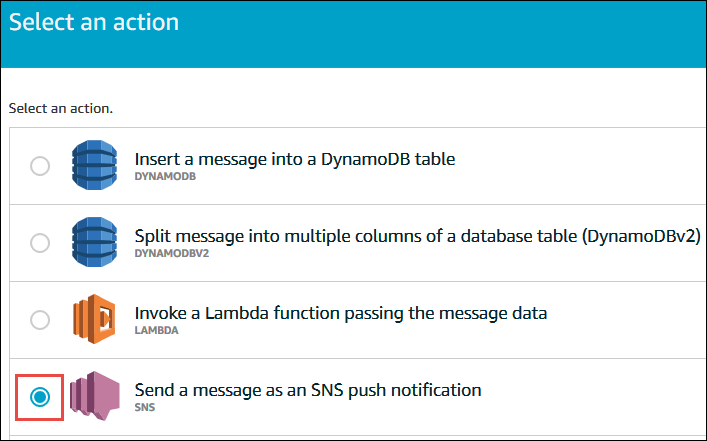 Select an action
Select an action.
Insert a message into a DynamoDB table
DYNAMODB
Split message into multiple columns of a database table (DynamoDBv2)
DYNAMODBV2
Invoke a Lambda function passing the message data
LAMBDA
Send a message as an SNS push notification
SNS